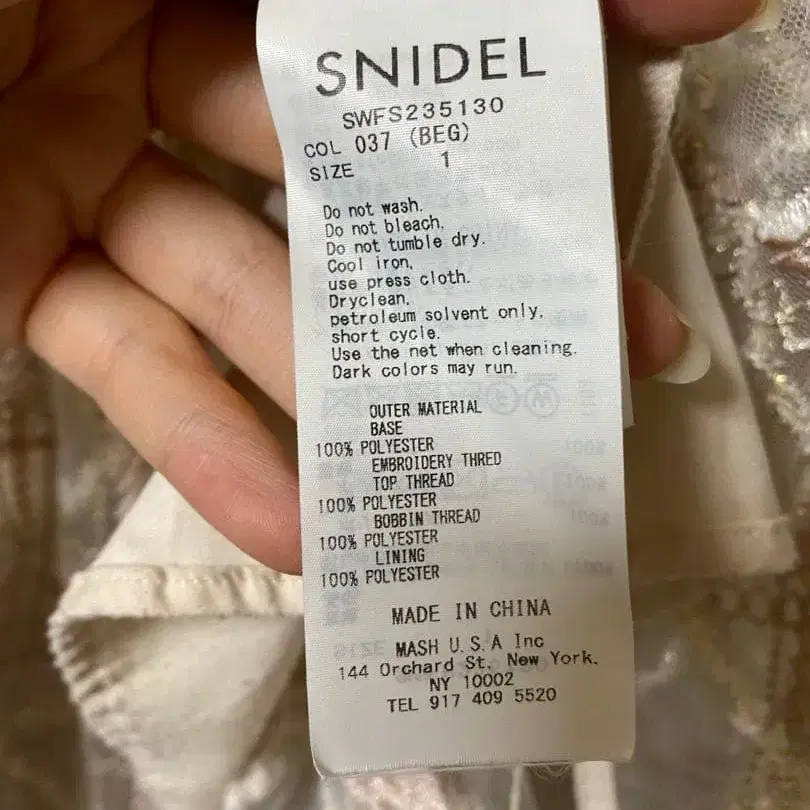 SNIDEL
SWFS235130
COL 037 (BEG)
SIZE 1
Do not wash.
Do not bleach.
Do not tumble dry.
Cool iron,
use press cloth.
Dryclean,
petroleum solvent only,
short cycle.
Use the net when cleaning.
Dark colors may run.
OUTER MATERIAL
BASE
100% POLYESTER
EMBROIDERY THRED
TOP THREAD
100% POLYESTER
BOBBIN THREAD
100% POLYESTER
LINING
100% POLYESTER
MADE IN CHINA
MASH U.S.A Inc
144 Orchard St. New York.
NY 10002
TEL 917 409 5520